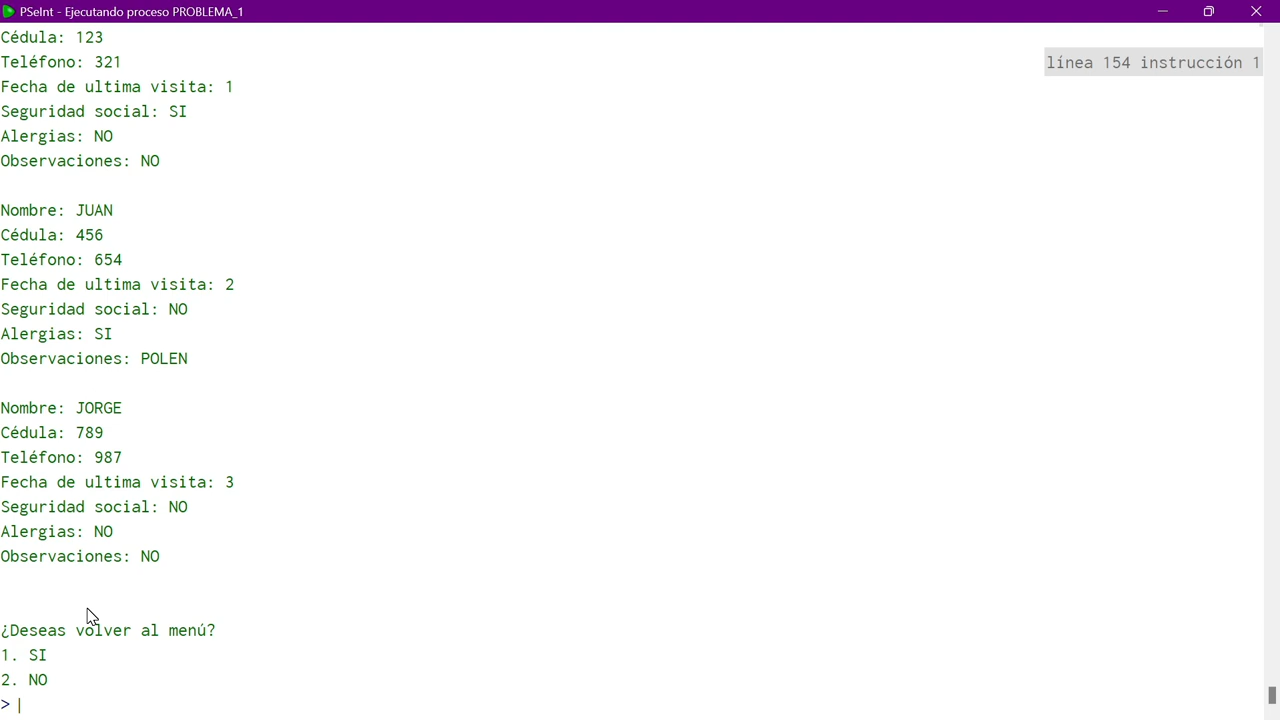 PSeInt - Ejecutando proceso PROBLEMA_1
Cédula: 123
línea 154 instrucción 1
Teléfono: 321
Fecha de ultima visita: 1
Seguridad social: SI
Alergias: NO
Observaciones: NO
Nombre: JUAN
Cédula: 456
Teléfono: 654
Fecha de ultima visita: 2
Seguridad social: NO
Alergias: SI
Observaciones: POLEN
Nombre: JORGE
Cédula: 789
Teléfono: 987
Fecha de ultima visita: 3
Seguridad social: NO
Alergias: NO
Observaciones: NO
¿Deseas volver al menú?
1. SI
2. NO
>